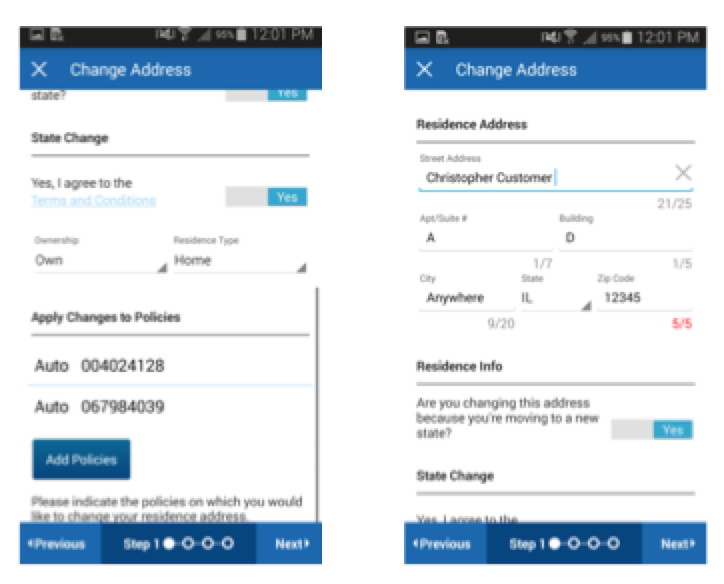 95% 12:01 PM
Change Address
state?
Yes
State Change
Yes, I agree to the
Terms and Conditions
Yes
Ownership
Residence Type
Own
Home
Apply Changes to Policies
Auto 004024128
Auto 067984039
Add Policies
Please indicate the policies on which you would
like to change your residence address.
Previous
Step 1
Next
95% 12:01 PM
Change Address
Residence Address
Street Address
Christopher Customer
21/25
Apt/Suite #
Building
A
D
1/7
1/5
City
State
Zip Code
Anywhere
IL
12345
9/20
5/5
Residence Info
Are you changing this address
because you're moving to a new
state?
Yes
State Change
Yes, I agree to the
Previous
Step 1
Next